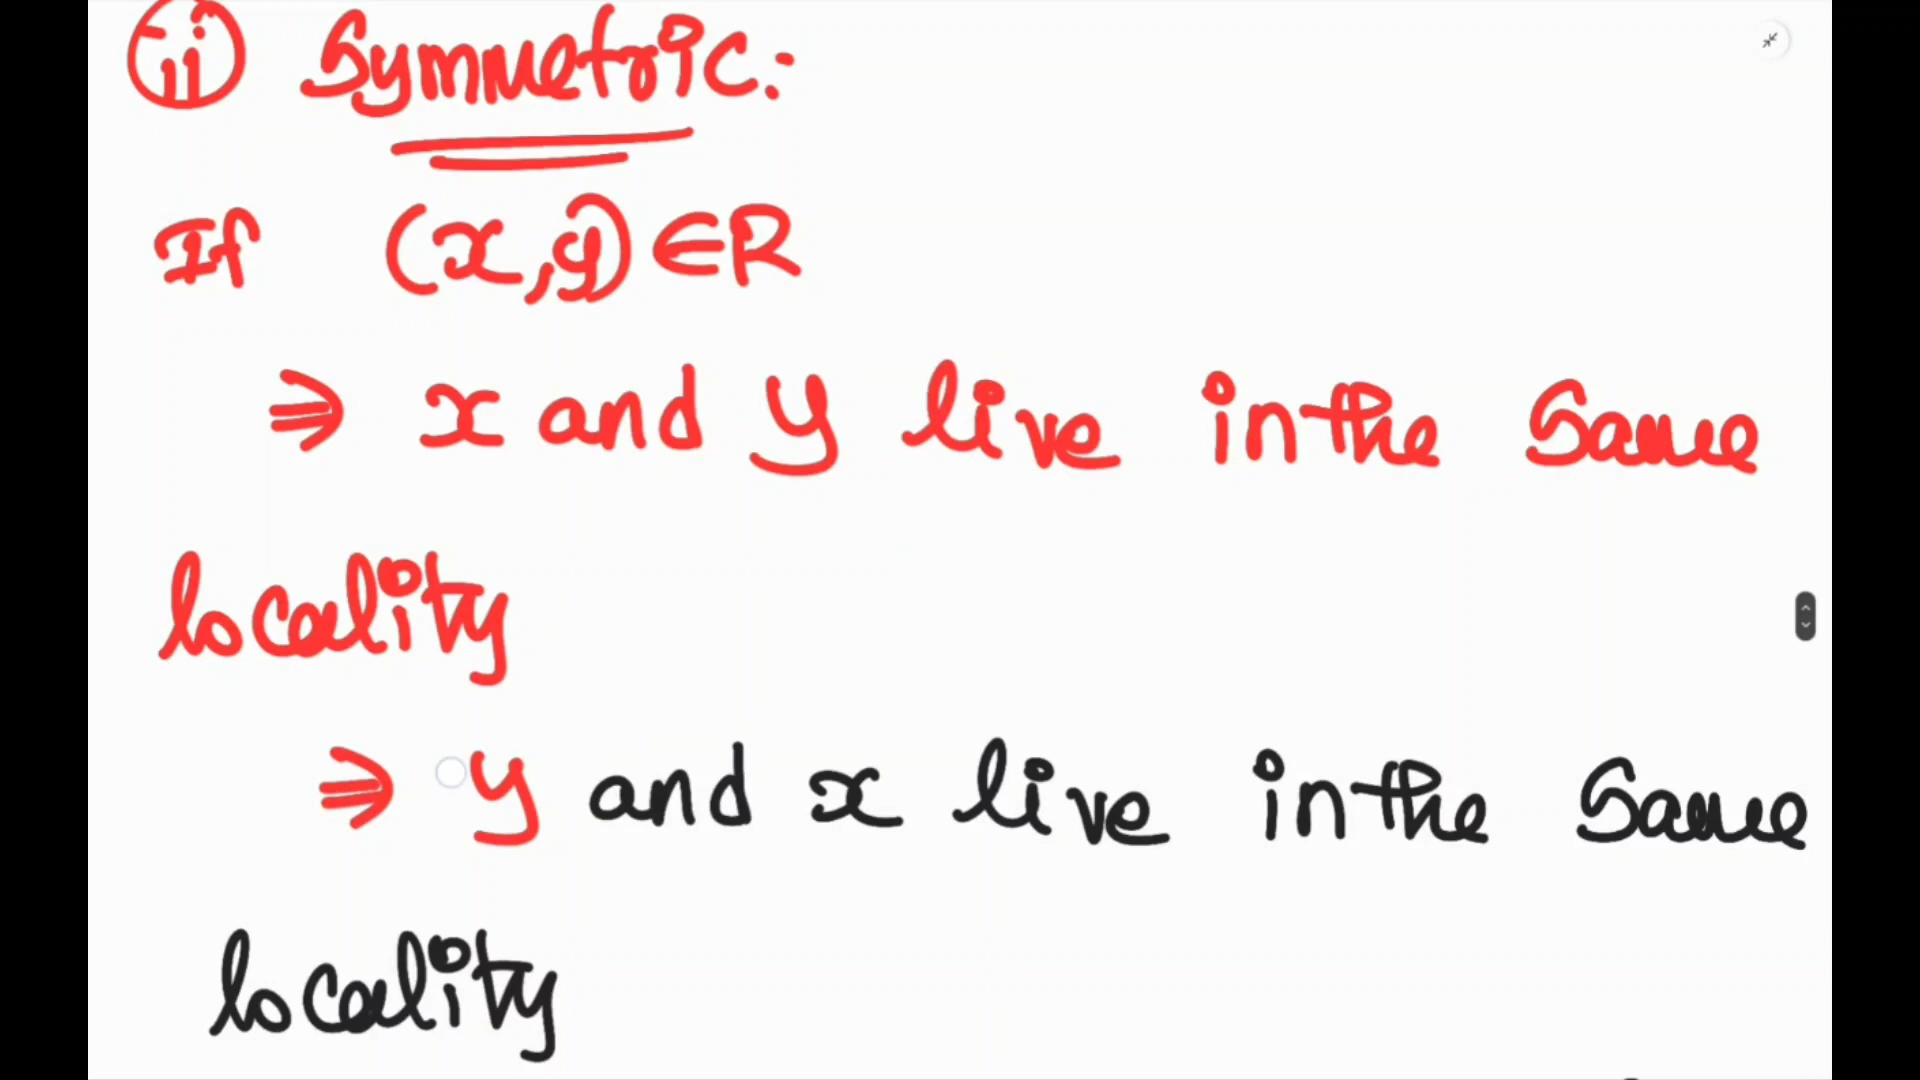 ii Symmetric:
If (x,y)∈R
⇒ x and y live in the Same
locality
⇒ y and x live in the Same
locality